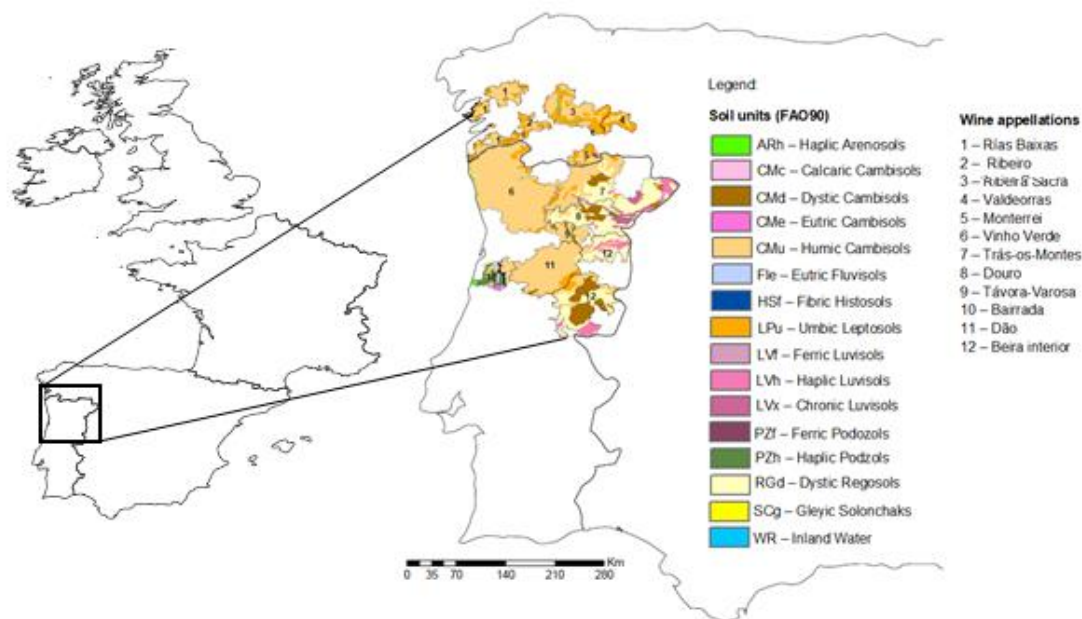 Legend:
Soil units (FAO90)
ARh – Haplic Arenosols
CMc – Calcaric Cambisols
CMd – Dystic Cambisols
CMe – Eutric Cambisols
CMu – Humic Cambisols
Fle – Eutric Fluvisols
HSf – Fibric Histosols
LPu – Umbic Leptosols
LVf – Ferric Luvisols
LVh – Haplic Luvisols
LVx – Chronic Luvisols
PZf – Ferric Podozols
PZh – Haplic Podzols
RGd – Dystic Regosols
SCg – Gleyic Solonchaks
WR – Inland Water
Wine appellations
1 – Rías Baixas
2 – Ribeiro
3 – Ribeira Sacra
4 – Valdeorras
5 – Monterrei
6 – Vinho Verde
7 – Trás-os-Montes
8 – Douro
9 – Távora-Varosa
10 – Bairrada
11 – Dão
12 – Beira interior
1
3
4
2
6
7
8
12
11
Km
0 35 70 140 210 280